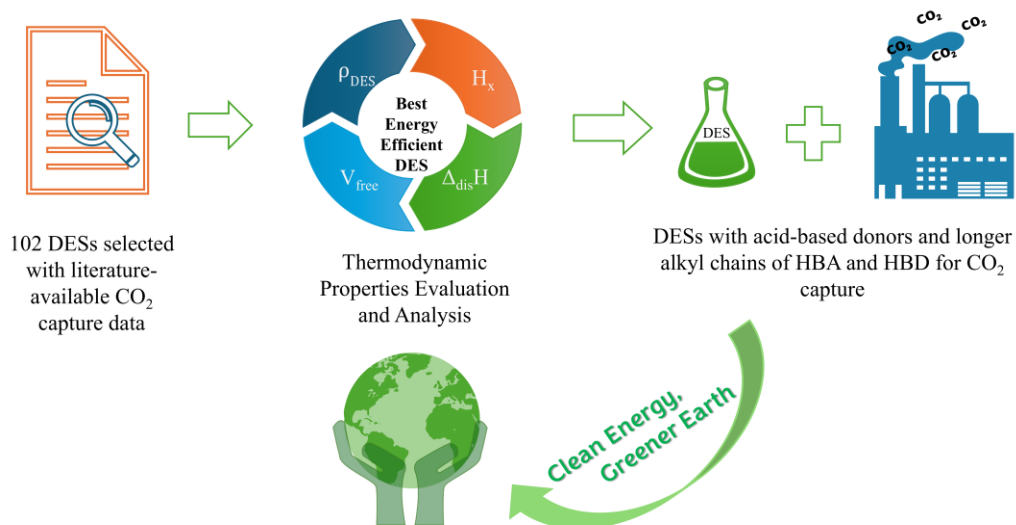 102 DESs selected
with literature-
available CO₂
capture data
ρDES
Hₓ
Vfree
ΔdisH
Best
Energy
Efficient
DES
Thermodynamic
Properties Evaluation
and Analysis
DES
CO₂
CO₂
CO₂
CO₂
DESs with acid-based donors and longer
alkyl chains of HBA and HBD for CO₂
capture
Clean Energy,
Greener Earth